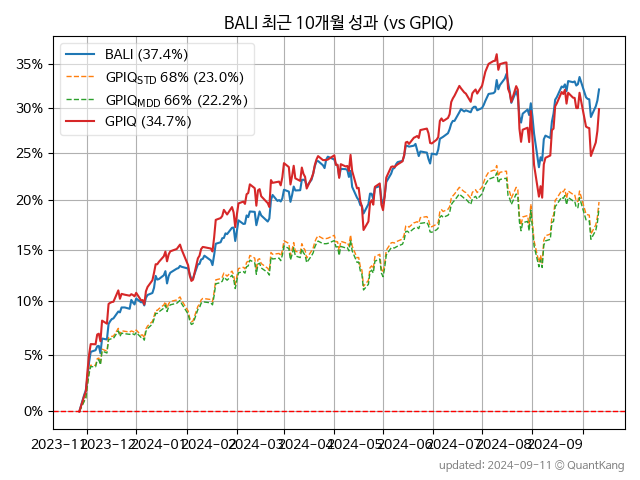 BALI 최근 10개월 성과 (vs GPIQ)
BALI (37.4%)
GPIQSTD 68% (23.0%)
GPIQMDD 66% (22.2%)
GPIQ (34.7%)
35%
30%
25%
20%
15%
10%
5%
0%
2023-11 2023-12 2024-01 2024-02 2024-03 2024-04 2024-05 2024-06 2024-07 2024-08 2024-09
updated: 2024-09-11 © QuantKang